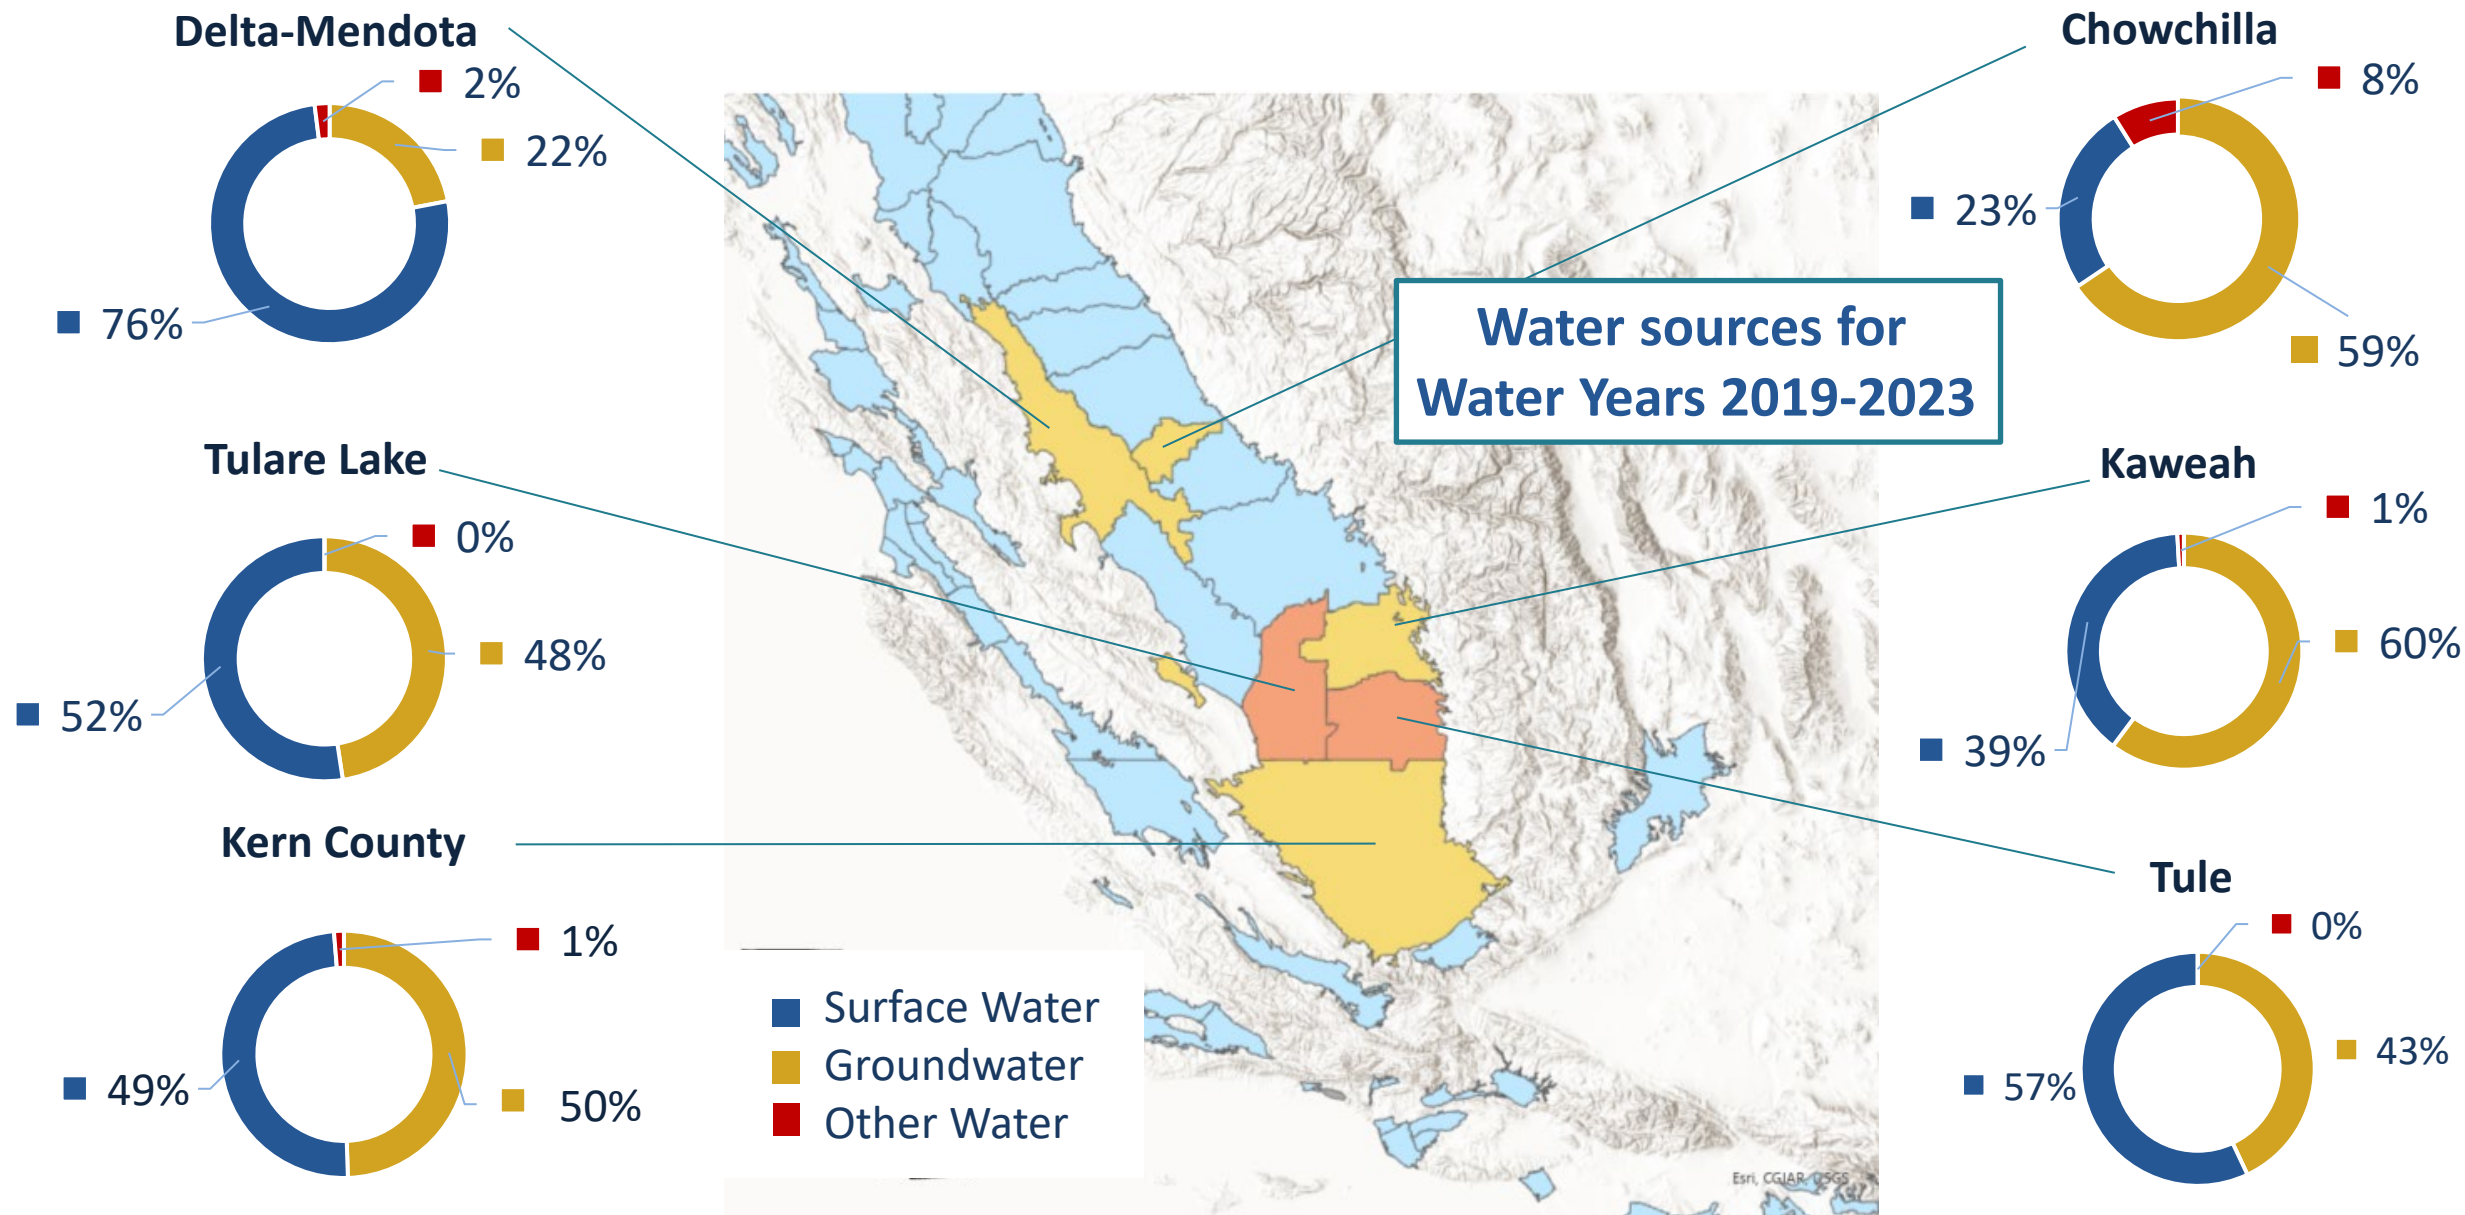 Delta-Mendota
2%
22%
76%
Tulare Lake
0%
48%
52%
Kern County
1%
50%
49%
Water sources for
Water Years 2019-2023
Surface Water
Groundwater
Other Water
Esri, CGIAR, USGS
Chowchilla
8%
23%
59%
Kaweah
1%
60%
39%
Tule
0%
43%
57%